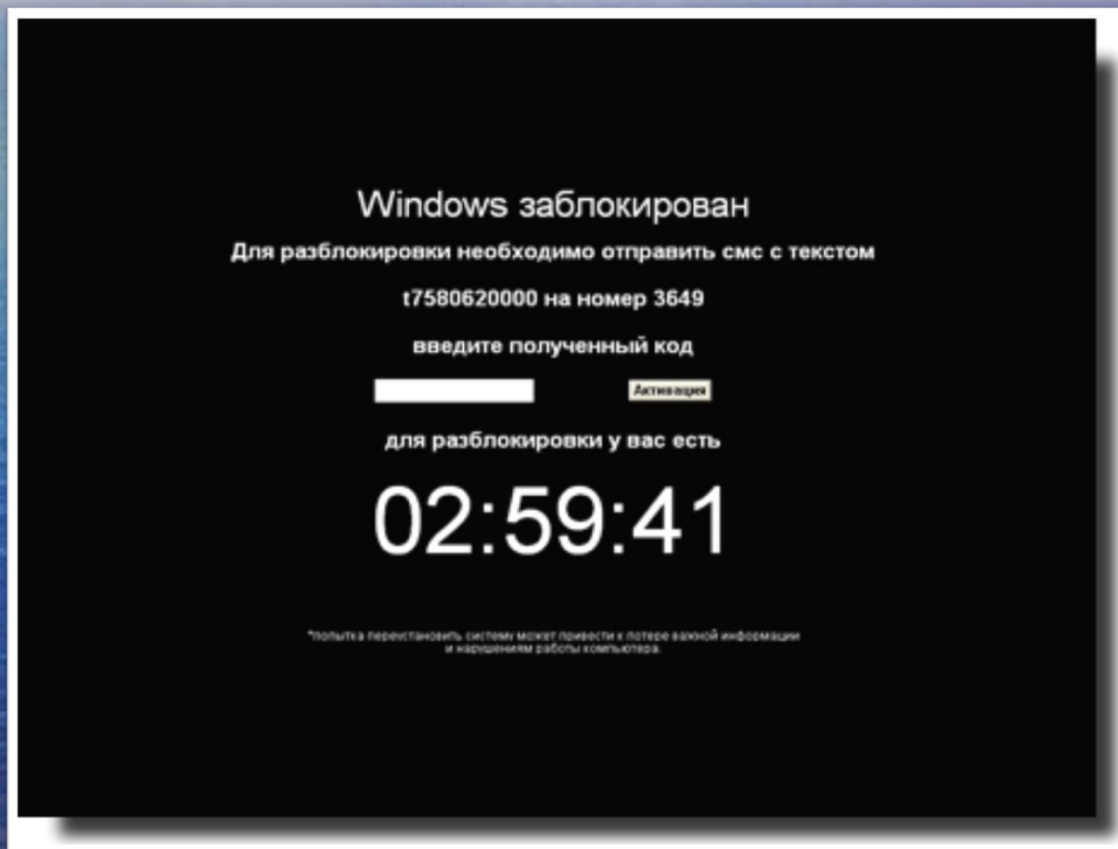 Windows заблокирован
Для разблокировки необходимо отправить смс с текстом
t7580620000 на номер 3649
введите полученный код
Активация
для разблокировки у вас есть
02:59:41
*попытка переустановить систему может привести к потере важной информации
и нарушениям работы компьютера.